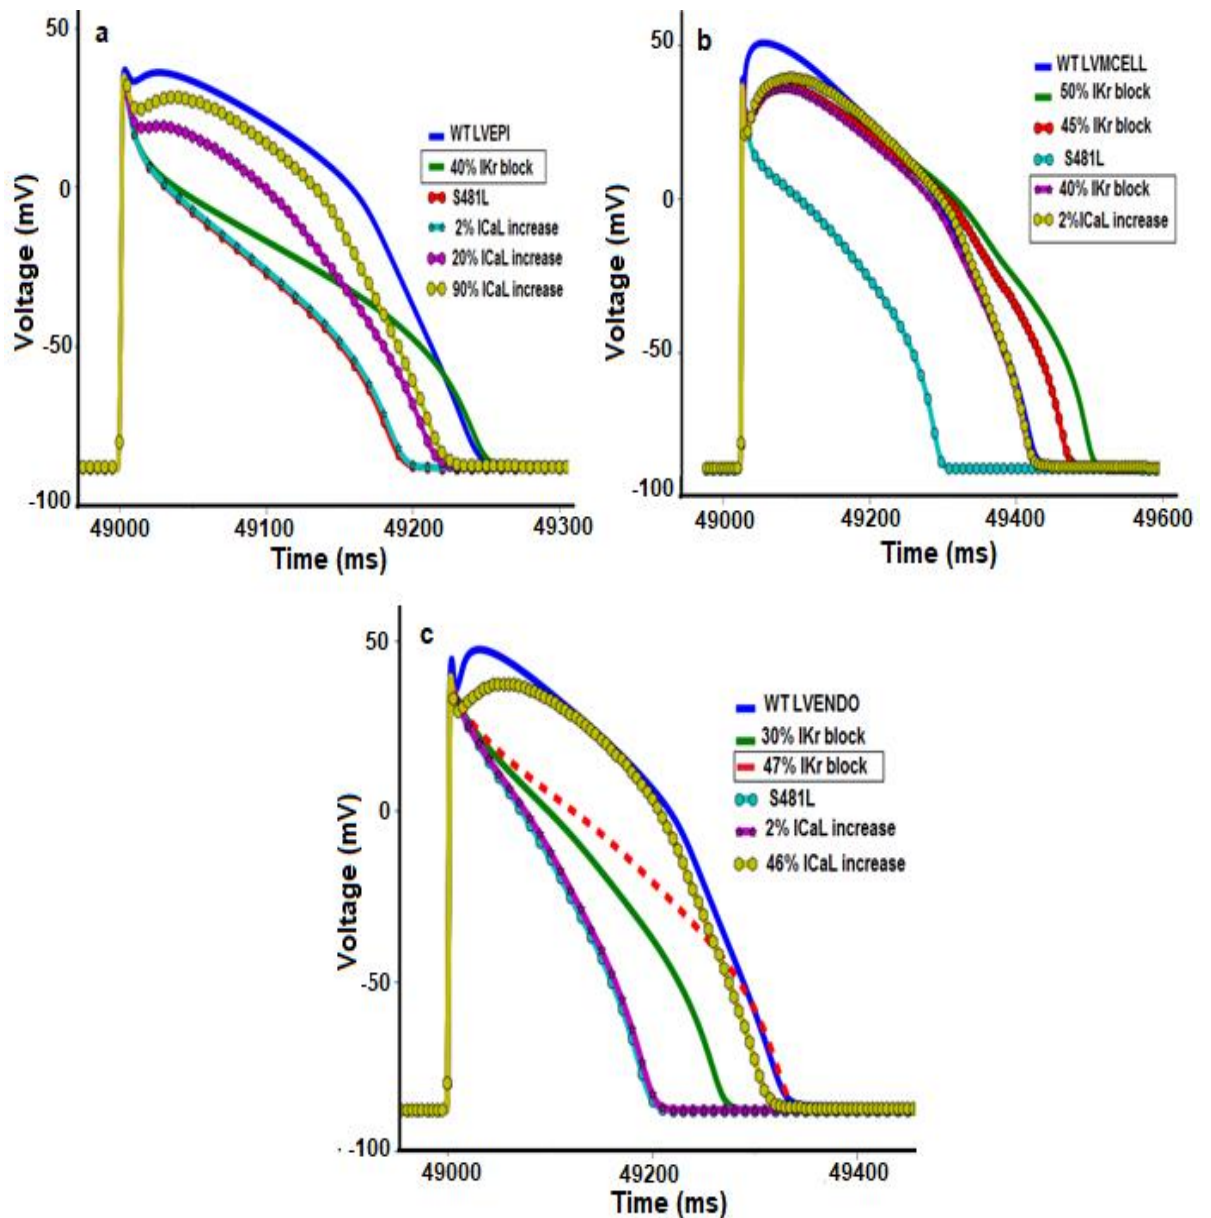 a
50
0
-50
-100
Voltage (mV)
49000
49100
49200
49300
Time (ms)
WT LVEPI
40% IKr block
S481L
2% ICaL increase
20% ICaL increase
90% ICaL increase
b
50
0
-50
-100
Voltage (mV)
49000
49200
49400
49600
Time (ms)
WT LVMCELL
50% IKr block
45% IKr block
S481L
40% IKr block
2%ICaL increase
c
50
0
-50
-100
Voltage (mV)
49000
49200
49400
Time (ms)
WT LVENDO
30% IKr block
47% IKr block
S481L
2% ICaL increase
46% ICaL increase